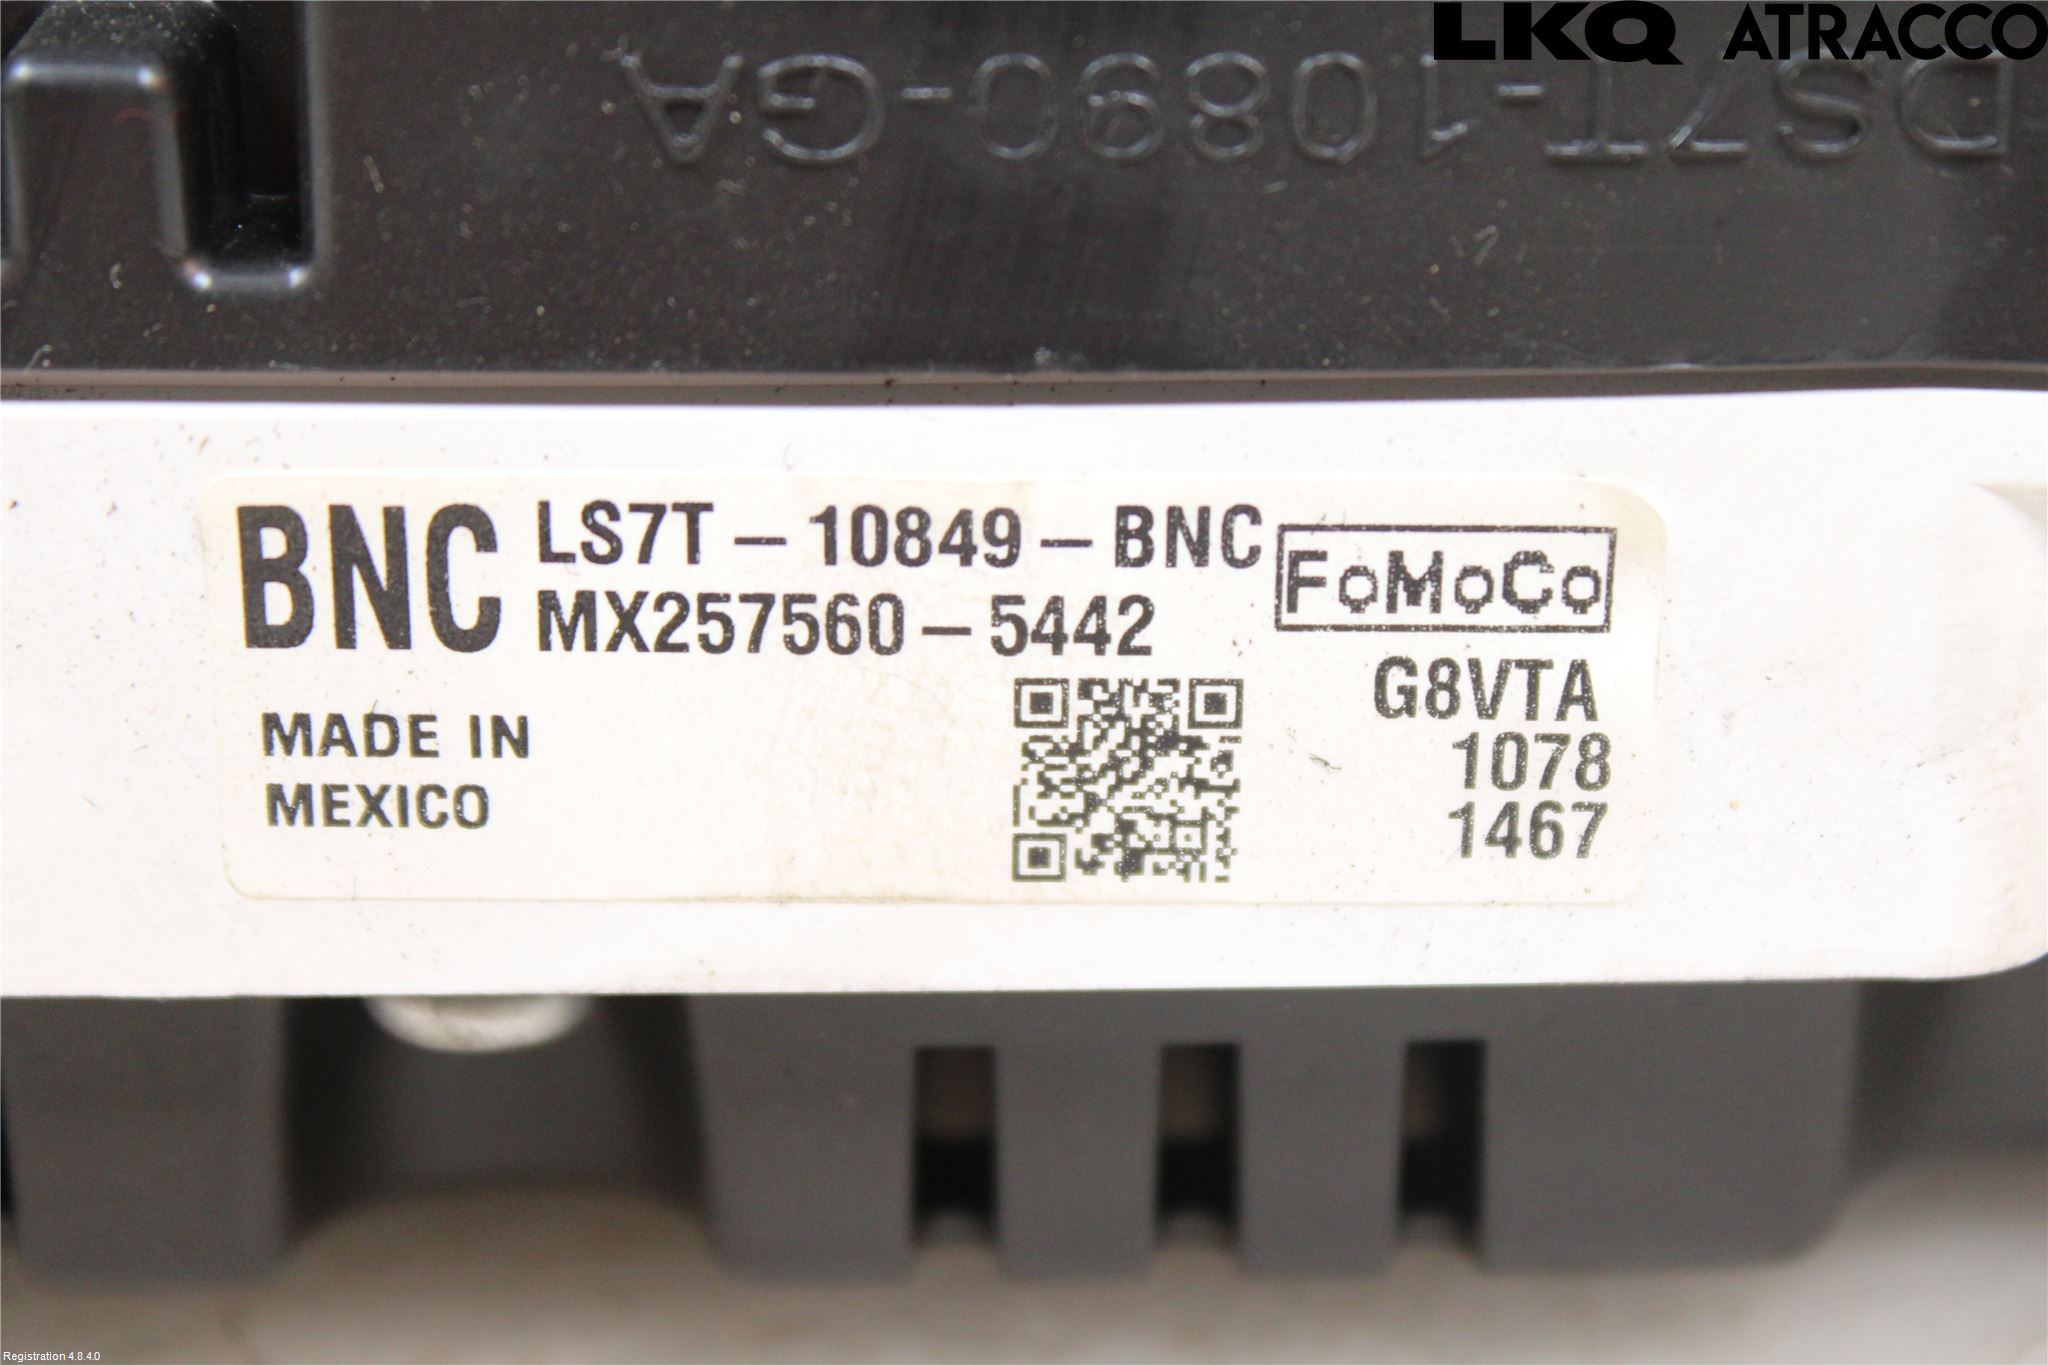 LKQ ATRACCO
DS7T-10890-GA
BNC
LS7T-10849-BNC
MX257560-5442
FoMoCo
G8VTA
1078
1467
MADE IN
MEXICO
Registration 4.8.4.0